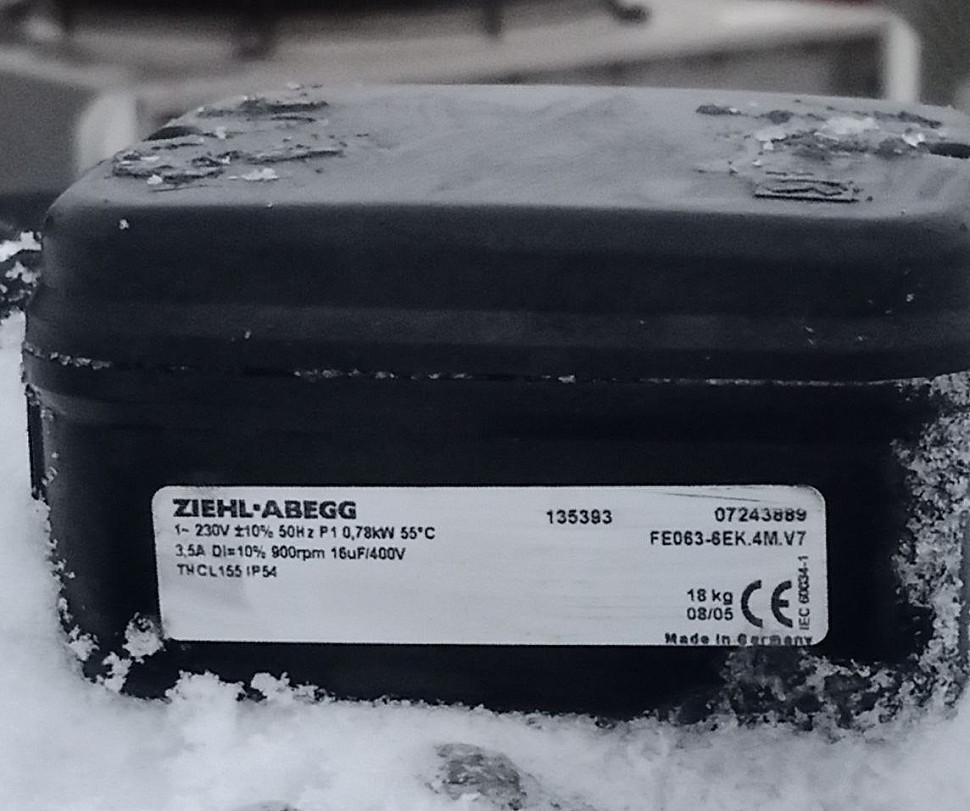 ZIEHL-ABEGG 135393 07243889
1~ 230V ±10% 50Hz P1 0,78kW 55°C FE063-6EK.4M.V7
3,5A DI=10% 900rpm 16uF/400V
THCL155 IP54
18 kg
08/05 CE
IEC 60034-1
Made in Germany